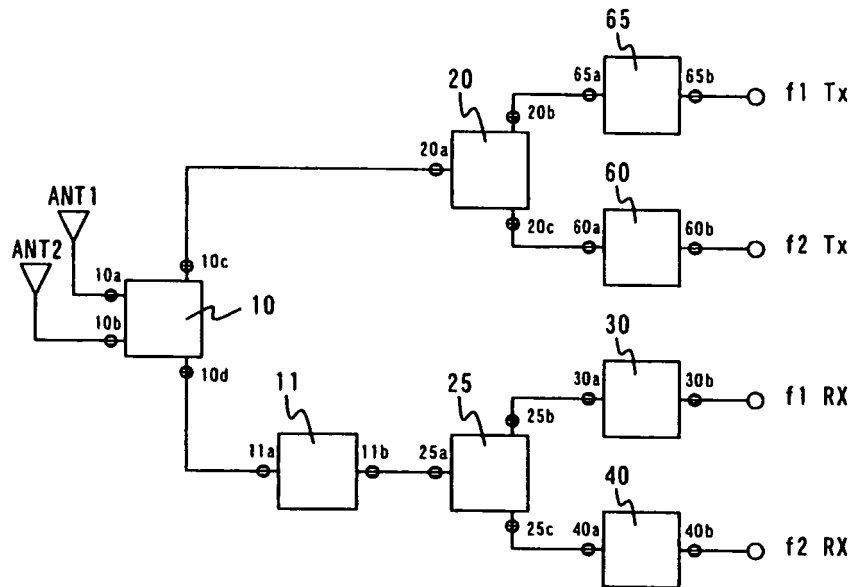 65
65a
65b
f1 Tx
20
20b
20a
60
20c
60a
60b
f2 Tx
ANT1
ANT2
10c
10a
10
10b
10d
30
30a
30b
f1 RX
11
25
25b
11a
11b
25a
40
25c
40a
40b
f2 RX